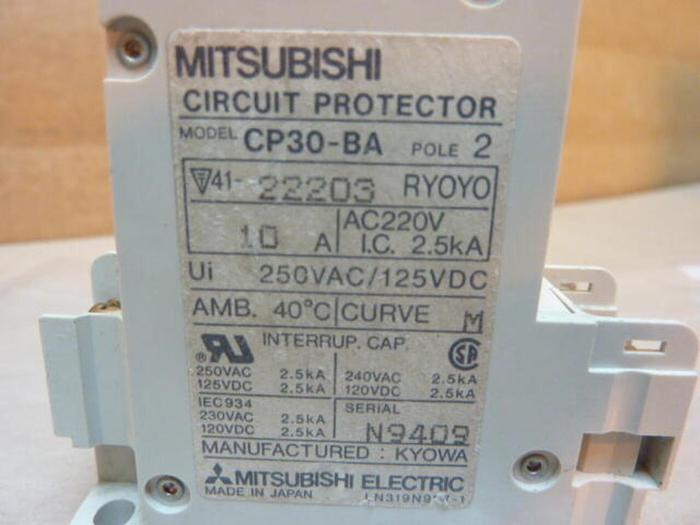 MITSUBISHI
CIRCUIT PROTECTOR
MODEL CP30-BA POLE 2
41-22203 RYOYO
10 A AC220V
I.C. 2.5kA
Ui 250VAC/125VDC
AMB. 40°C CURVE M
INTERRUP. CAP.
250VAC 2.5kA 240VAC 2.5kA
125VDC 2.5kA 120VDC 2.5kA
IEC934 SERIAL
230VAC 2.5kA
120VDC 2.5kA N9409
MANUFACTURED : KYOWA
MITSUBISHI ELECTRIC
MADE IN JAPAN